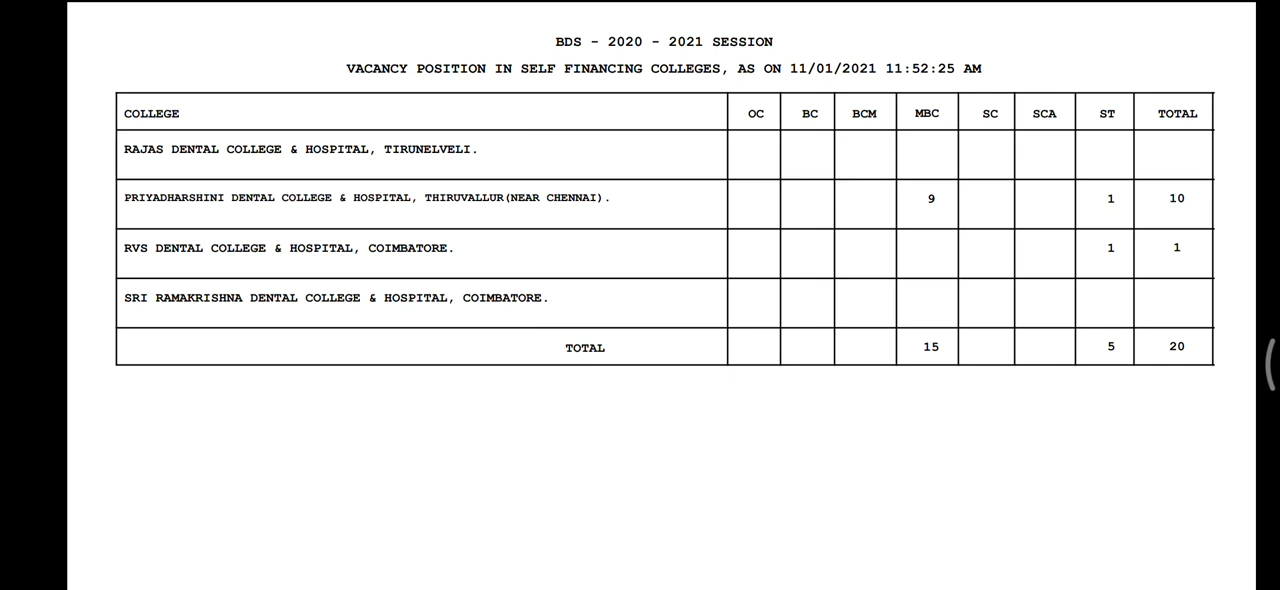 BDS - 2020 - 2021 SESSION
VACANCY POSITION IN SELF FINANCING COLLEGES, AS ON 11/01/2021 11:52:25 AM
COLLEGE OC BC BCM MBC SC SCA ST TOTAL
RAJAS DENTAL COLLEGE & HOSPITAL, TIRUNELVELI.
PRIYADHARSHINI DENTAL COLLEGE & HOSPITAL, THIRUVALLUR(NEAR CHENNAI). 9 1 10
RVS DENTAL COLLEGE & HOSPITAL, COIMBATORE. 1 1
SRI RAMAKRISHNA DENTAL COLLEGE & HOSPITAL, COIMBATORE.
TOTAL 15 5 20